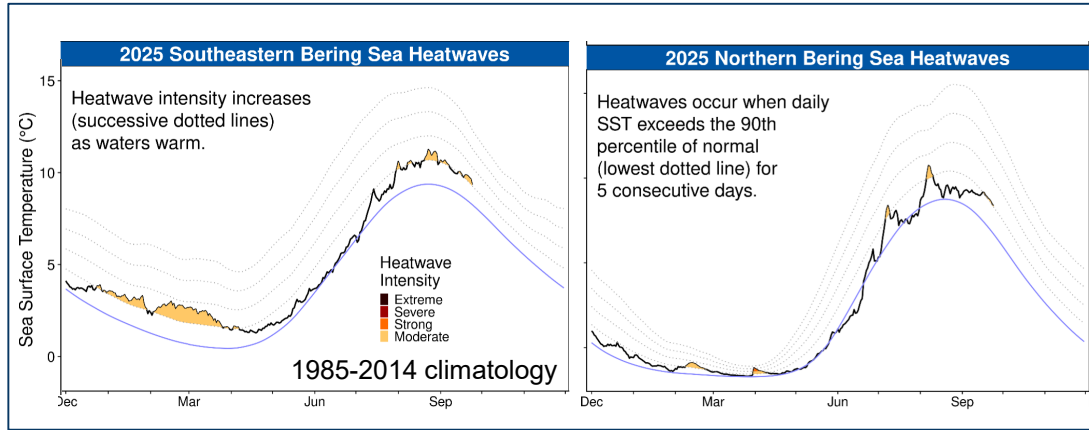 2025 Southeastern Bering Sea Heatwaves
Heatwave intensity increases
(successive dotted lines)
as waters warm.
Sea Surface Temperature (°C)
15
10
5
0
Heatwave
Intensity
Extreme
Severe
Strong
Moderate
1985-2014 climatology
Dec
Mar
Jun
Sep
2025 Northern Bering Sea Heatwaves
Heatwaves occur when daily
SST exceeds the 90th
percentile of normal
(lowest dotted line) for
5 consecutive days.
Dec
Mar
Jun
Sep